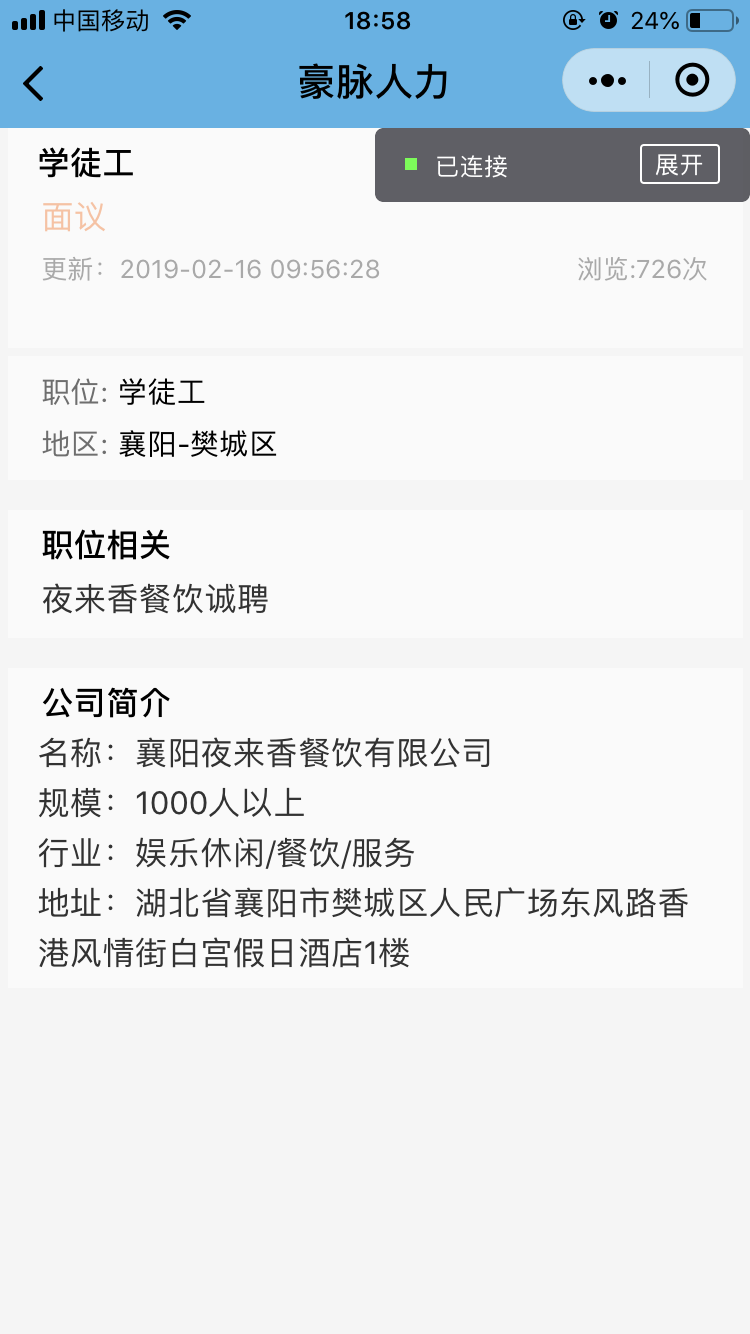 中国移动 18:58 24%
豪脉人力
学徒工
已连接 展开
面议
更新：2019-02-16 09:56:28 浏览:726次
职位: 学徒工
地区: 襄阳-樊城区
职位相关
夜来香餐饮诚聘
公司简介
名称：襄阳夜来香餐饮有限公司
规模：1000人以上
行业：娱乐休闲/餐饮/服务
地址：湖北省襄阳市樊城区人民广场东风路香
港风情街白宫假日酒店1楼